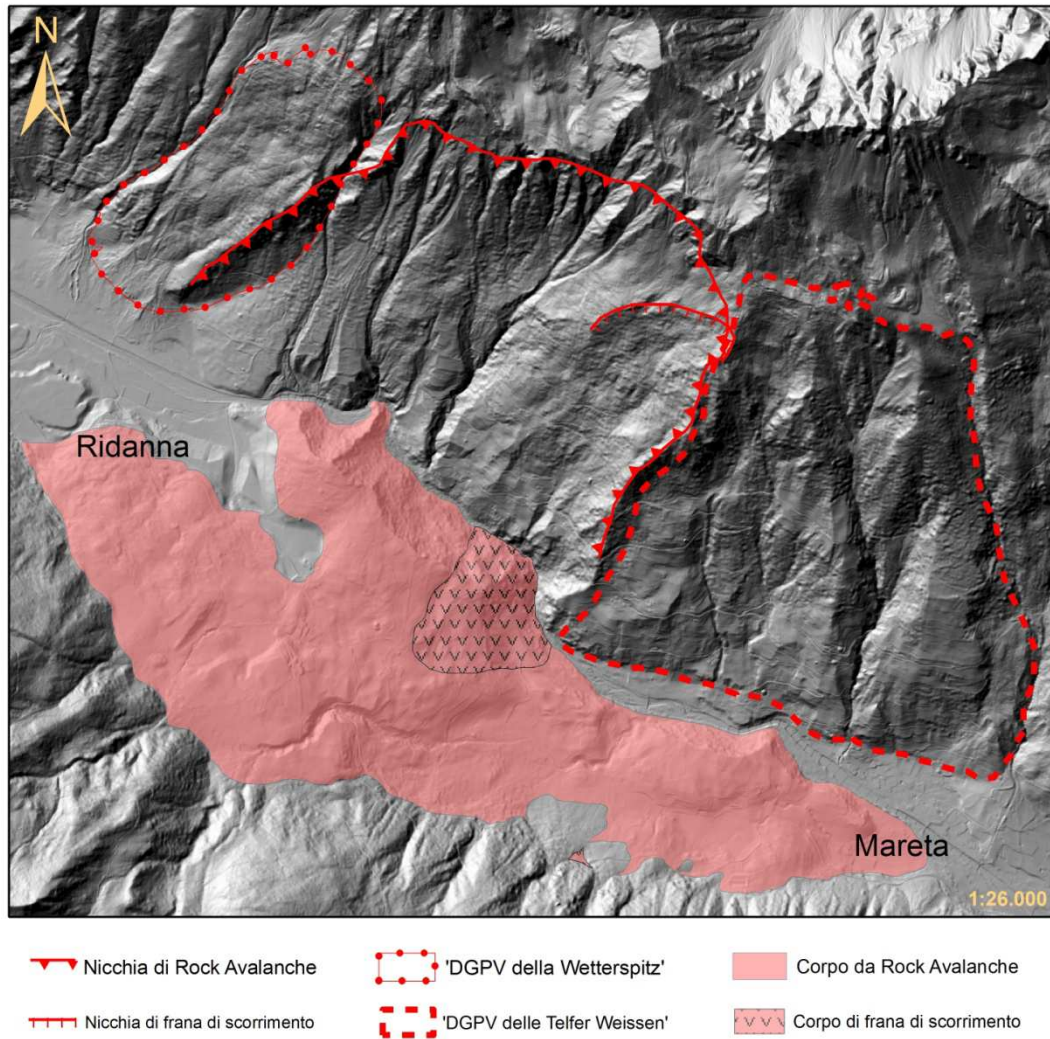 N
Ridanna
Mareta
1:26.000
Nicchia di Rock Avalanche
'DGPV della Wetterspitz'
Corpo da Rock Avalanche
Nicchia di frana di scorrimento
'DGPV delle Telfer Weissen'
Corpo di frana di scorrimento